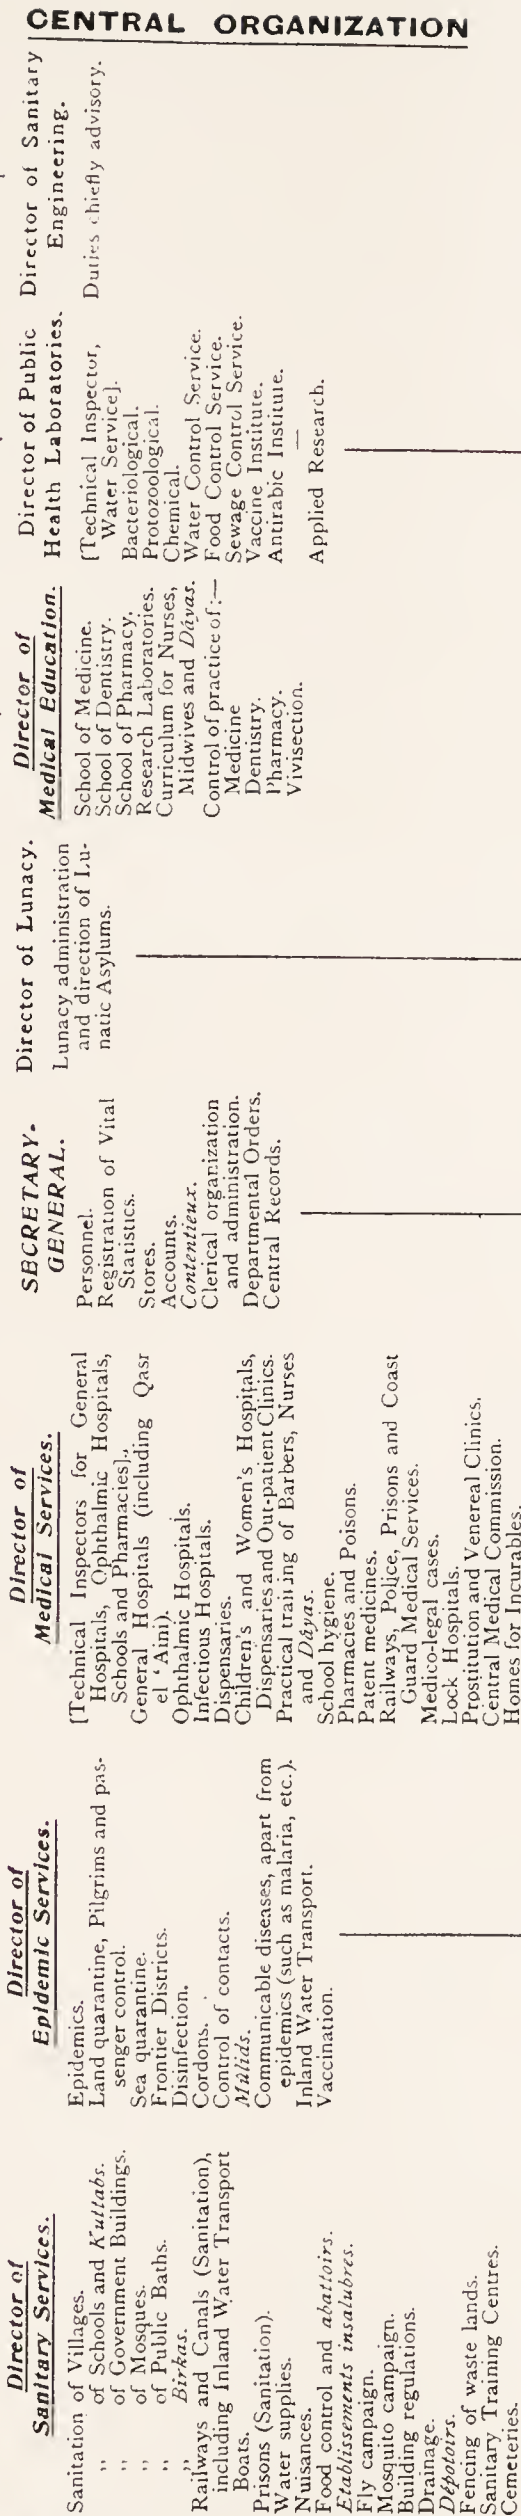 CENTRAL ORGANIZATION
Director of
Sanitary Services.
Sanitation of Villages.
,, of Schools and Kuttabs.
,, of Government Buildings.
,, of Mosques.
,, of Public Baths.
,, Birkas.
Railways and Canals (Sanitation),
including Inland Water Transport
Boats.
Prisons (Sanitation).
Water supplies.
Nuisances.
Food control and abattoirs.
Etablissements insalubres.
Fly campaign.
Mosquito campaign.
Building regulations.
Drainage.
Dépotoirs.
Fencing of waste lands.
Sanitary Training Centres.
Cemeteries.
Director of
Epidemic Services.
Epidemics.
Land quarantine, Pilgrims and pas-
senger control.
Sea quarantine.
Frontier Districts.
Disinfection.
Cordons.
Control of contacts.
Mûlids.
Communicable diseases, apart from
epidemics (such as malaria, etc.).
Inland Water Transport.
Vaccination.
Director of
Medical Services.
[Technical Inspectors for General
Hospitals, Ophthalmic Hospitals,
Schools and Pharmacies].,
General Hospitals (including Qasr
el ‘Aini).
Ophthalmic Hospitals.
Infectious Hospitals.
Dispensaries.
Children's and Women's Hospitals,
Dispensaries and Out-patient Clinics.
Practical training of Barbers, Nurses
and Dáyas.
School hygiene.
Pharmacies and Poisons.
Patent medicines.
Railways, Police, Prisons and Coast
Guard Medical Services.
Medico-legal cases.
Lock Hospitals.
Prostitution and Venereal Clinics.
Central Medical Commission.
Homes for Incurables.
SECRETARY-
GENERAL.
Personnel.
Registration of Vital
Statistics.
Stores.
Accounts.
Contentieux.
Clerical organization
and administration.
Departmental Orders.
Central Records.
Director of Lunacy.
Lunacy administration
and direction of Lu-
natic Asylums.
Director of
Medical Education.
School of Medicine.
School of Dentistry.
School of Pharmacy.
Research Laboratories.
Curriculum for Nurses,
Midwives and Dáyas.
Control of practice of:—
Medicine
Dentistry.
Pharmacy.
Vivisection.
Director of Public
Health Laboratories.
[Technical Inspector,
Water Service].
Bacteriological.
Protozoological.
Chemical.
Water Control Service.
Food Control Service.
Sewage Control Service.
Vaccine Institute.
Antirabic Institute.
—
Applied Research.
Director of Sanitary
Engineering.
Duties chiefly advisory.